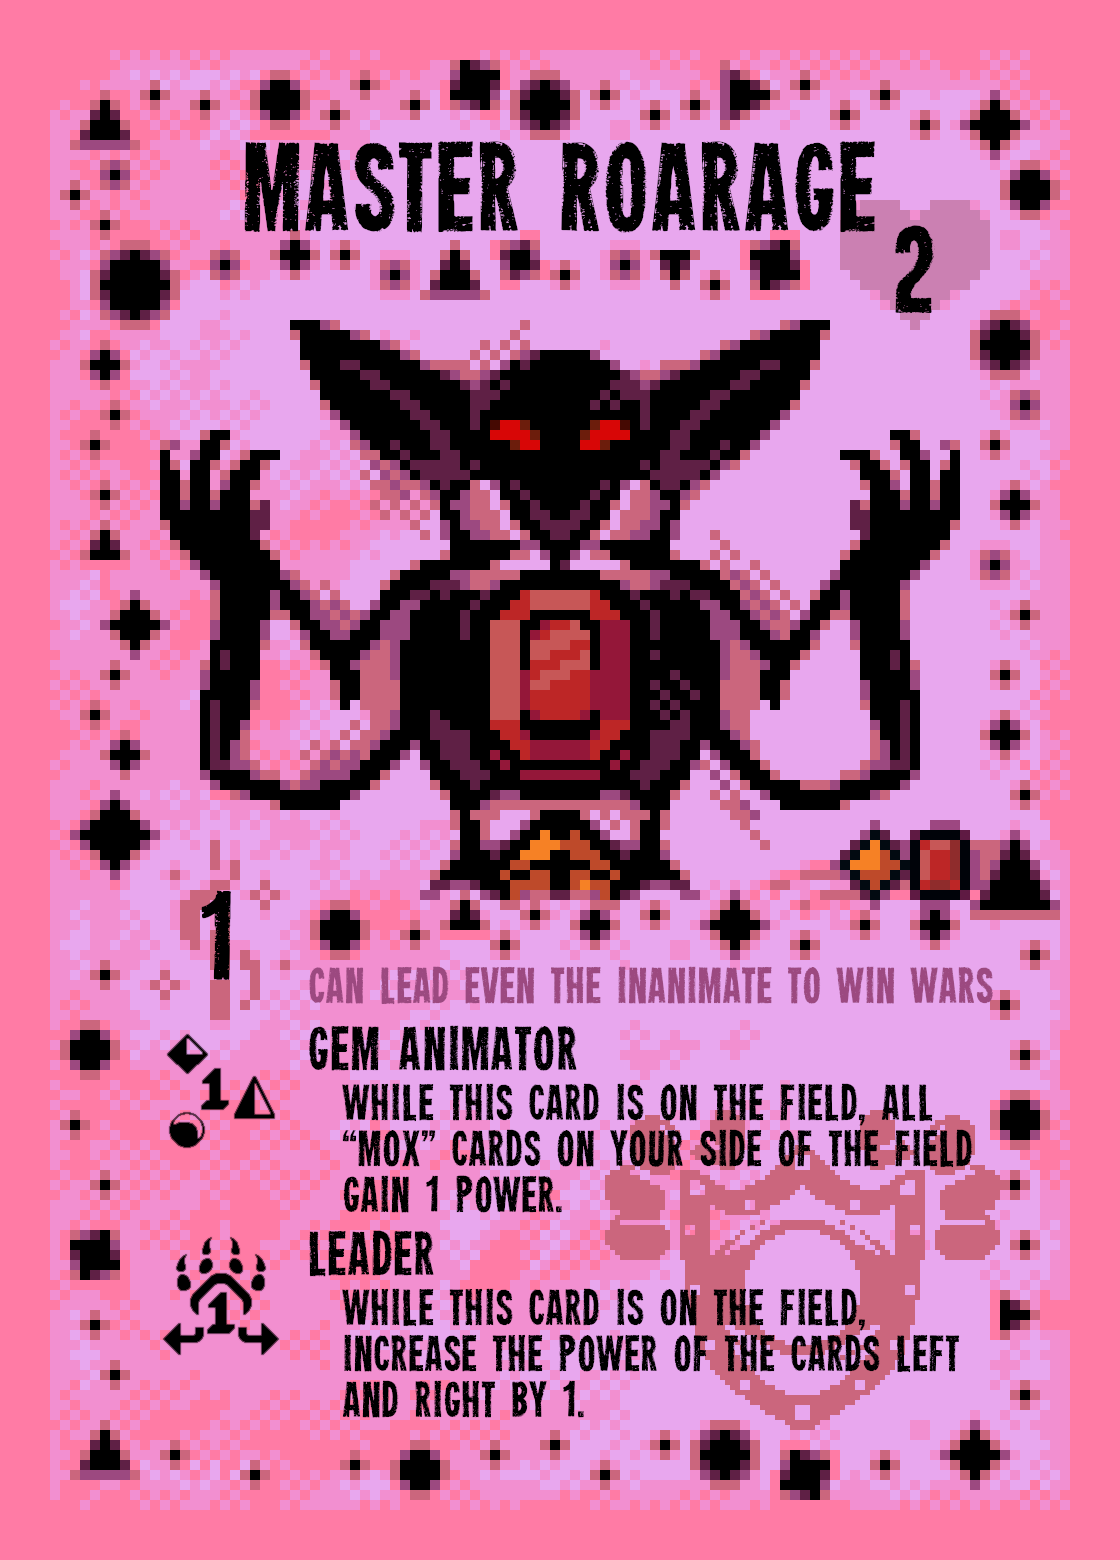 MASTER ROARAGE
2
1
CAN LEAD EVEN THE INANIMATE TO WIN WARS.
GEM ANIMATOR
1
WHILE THIS CARD IS ON THE FIELD, ALL
“MOX” CARDS ON YOUR SIDE OF THE FIELD
GAIN 1 POWER.
LEADER
1
WHILE THIS CARD IS ON THE FIELD,
INCREASE THE POWER OF THE CARDS LEFT
AND RIGHT BY 1.